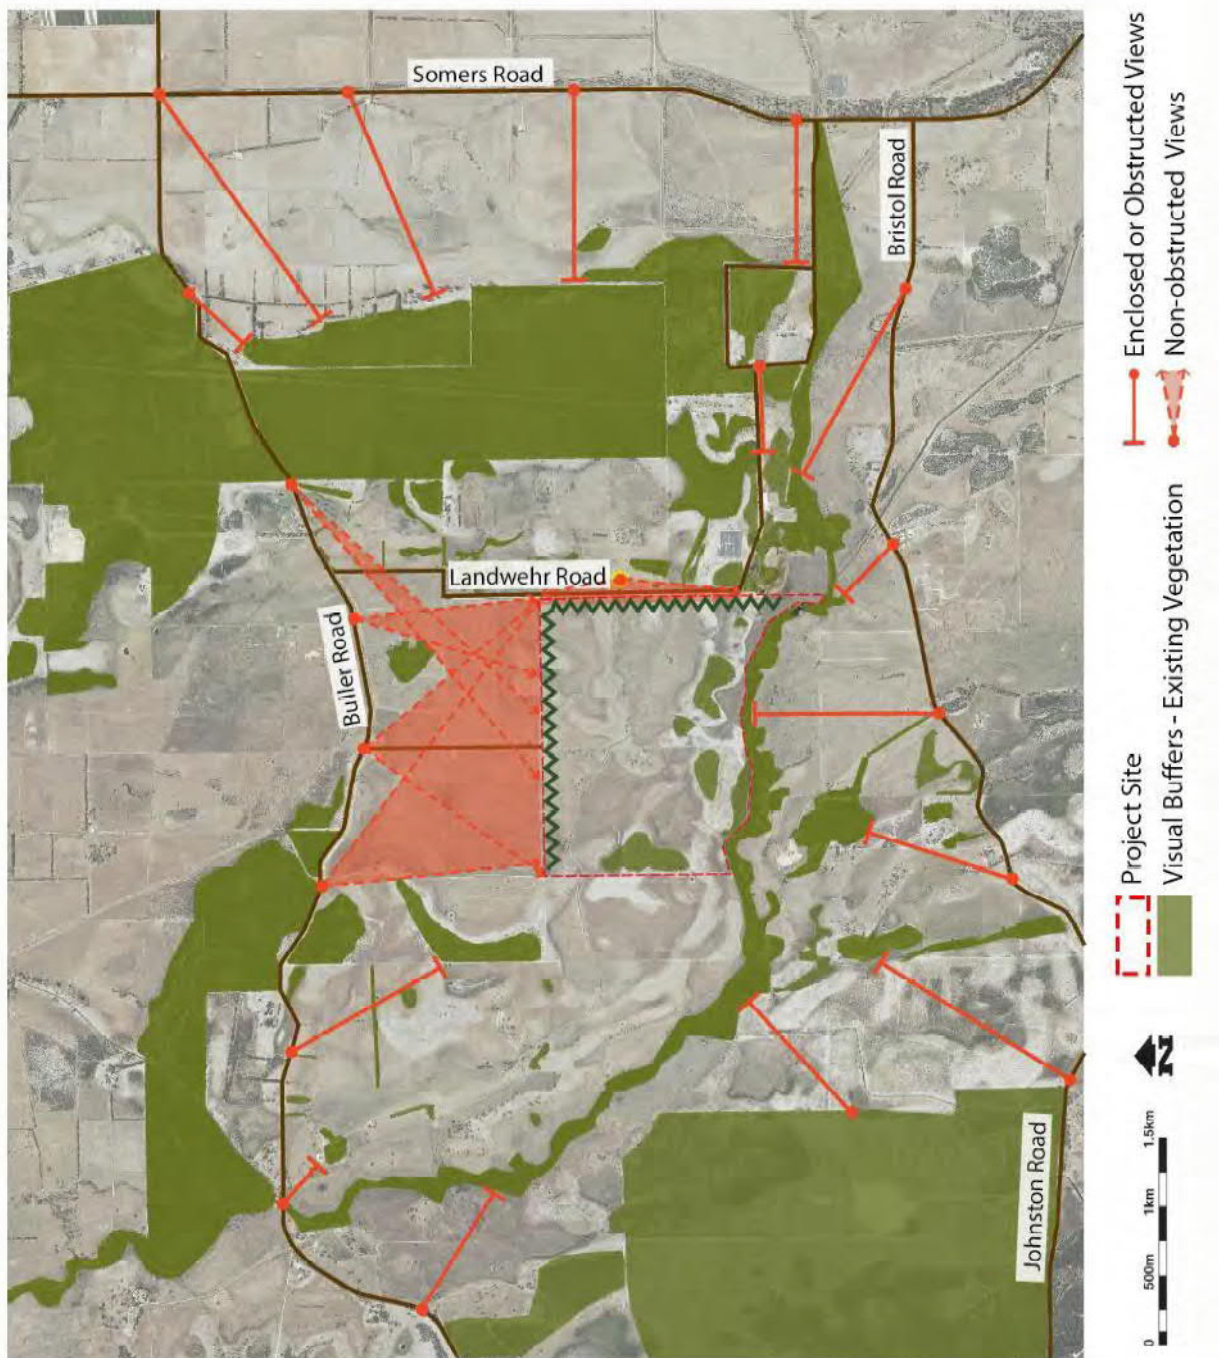 Somers Road
Bristol Road
Landwehr Road
Builer Road
Johnston Road
Enclosed or Obstructed Views
Non-obstructed Views
Project Site
Visual Buffers - Existing Vegetation
N
0 500m 1km 1.5km